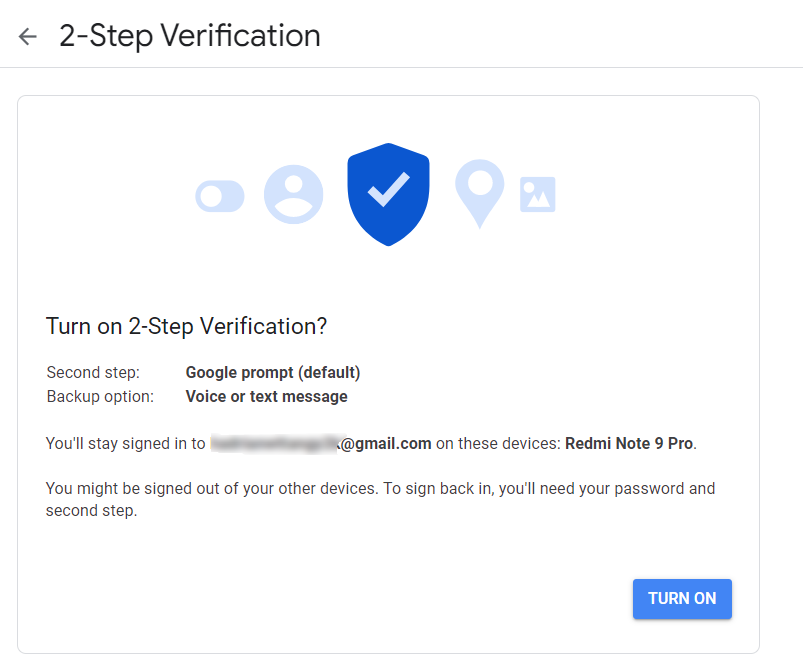 2-Step Verification
Turn on 2-Step Verification?
Second step: Google prompt (default)
Backup option: Voice or text message
You'll stay signed in to @gmail.com on these devices: Redmi Note 9 Pro.
You might be signed out of your other devices. To sign back in, you'll need your password and
second step.
TURN ON